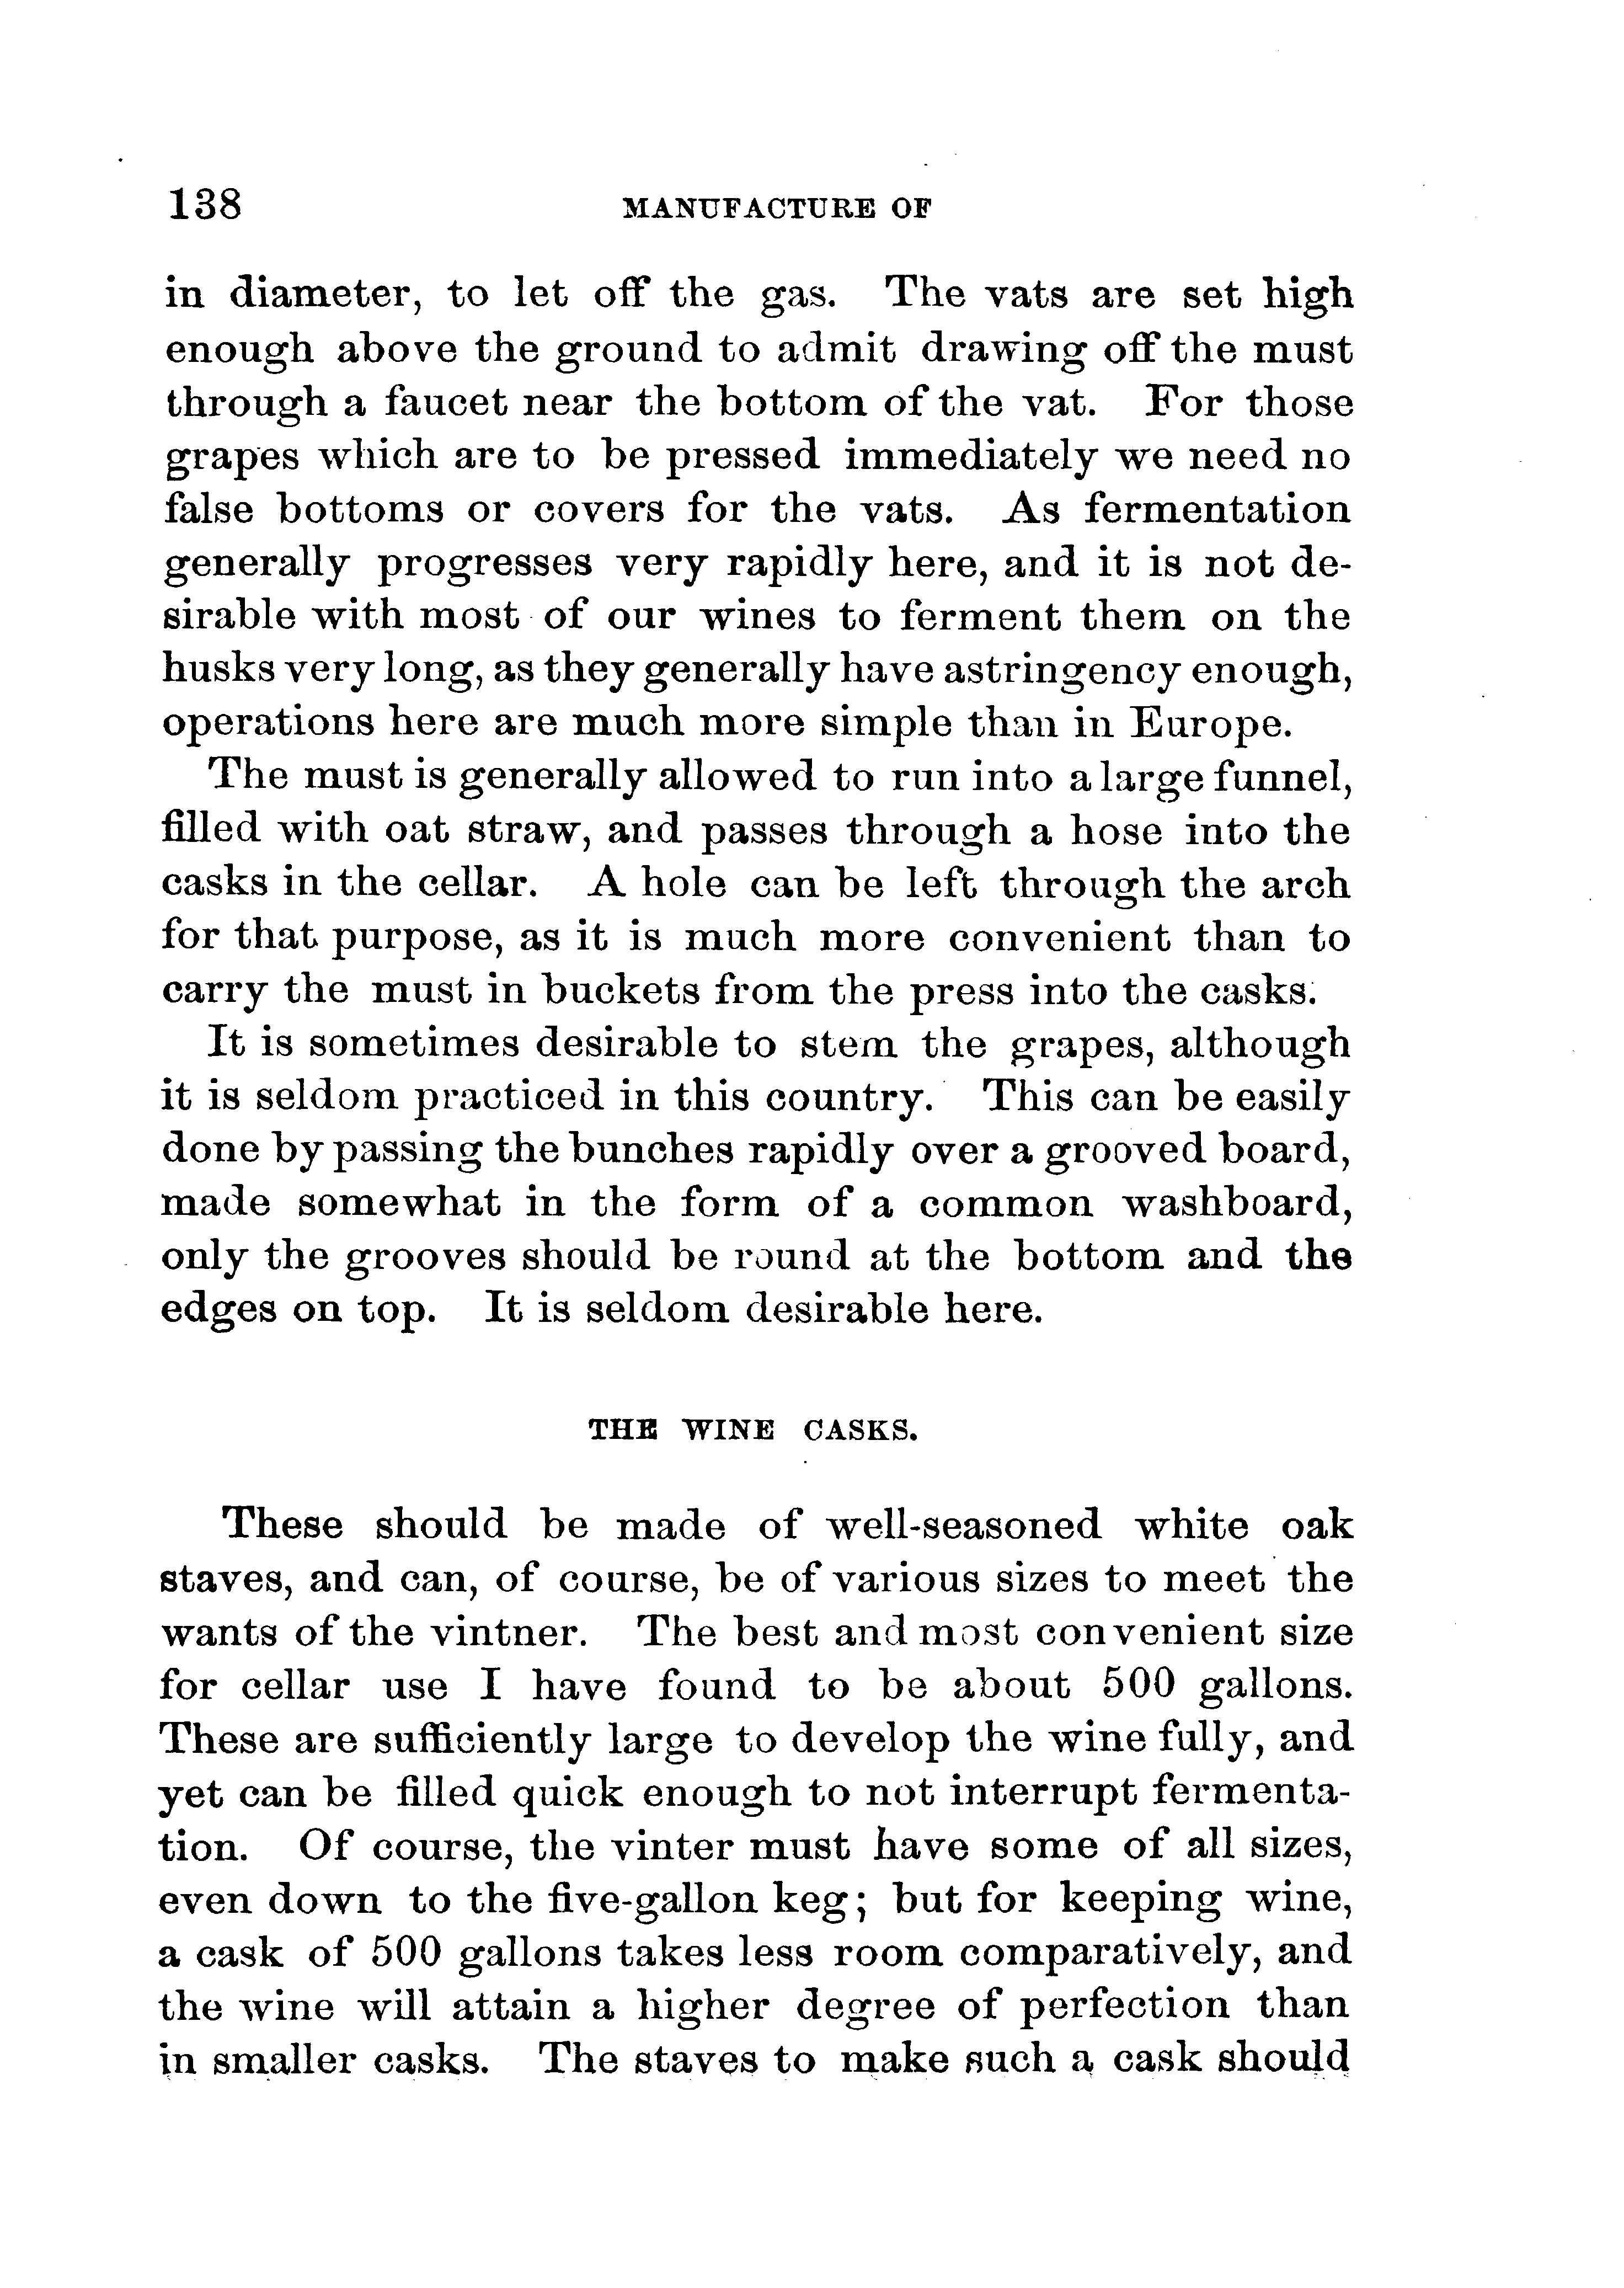 138 MANUFACTURE OF
in diameter, to let off the gas. The vats are set high
enough above the ground to admit drawing off the must
through a faucet near the bottom of the vat. For those
grapes which are to be pressed immediately we need no
false bottoms or covers for the vats. As fermentation
generally progresses very rapidly here, and it is not de-
sirable with most of our wines to ferment them on the
husks very long, as they generally have astringency enough,
operations here are much more simple than in Europe.
The must is generally allowed to run into a large funnel,
filled with oat straw, and passes through a hose into the
casks in the cellar. A hole can be left through the arch
for that purpose, as it is much more convenient than to
carry the must in buckets from the press into the casks.
It is sometimes desirable to stem the grapes, although
it is seldom practiced in this country. This can be easily
done by passing the bunches rapidly over a grooved board,
made somewhat in the form of a common washboard,
only the grooves should be round at the bottom and the
edges on top. It is seldom desirable here.
THE WINE CASKS.
These should be made of well-seasoned white oak
staves, and can, of course, be of various sizes to meet the
wants of the vintner. The best and most convenient size
for cellar use I have found to be about 500 gallons.
These are sufficiently large to develop the wine fully, and
yet can be filled quick enough to not interrupt fermenta-
tion. Of course, the vinter must have some of all sizes,
even down to the five-gallon keg; but for keeping wine,
a cask of 500 gallons takes less room comparatively, and
the wine will attain a higher degree of perfection than
in smaller casks. The staves to make such a cask should